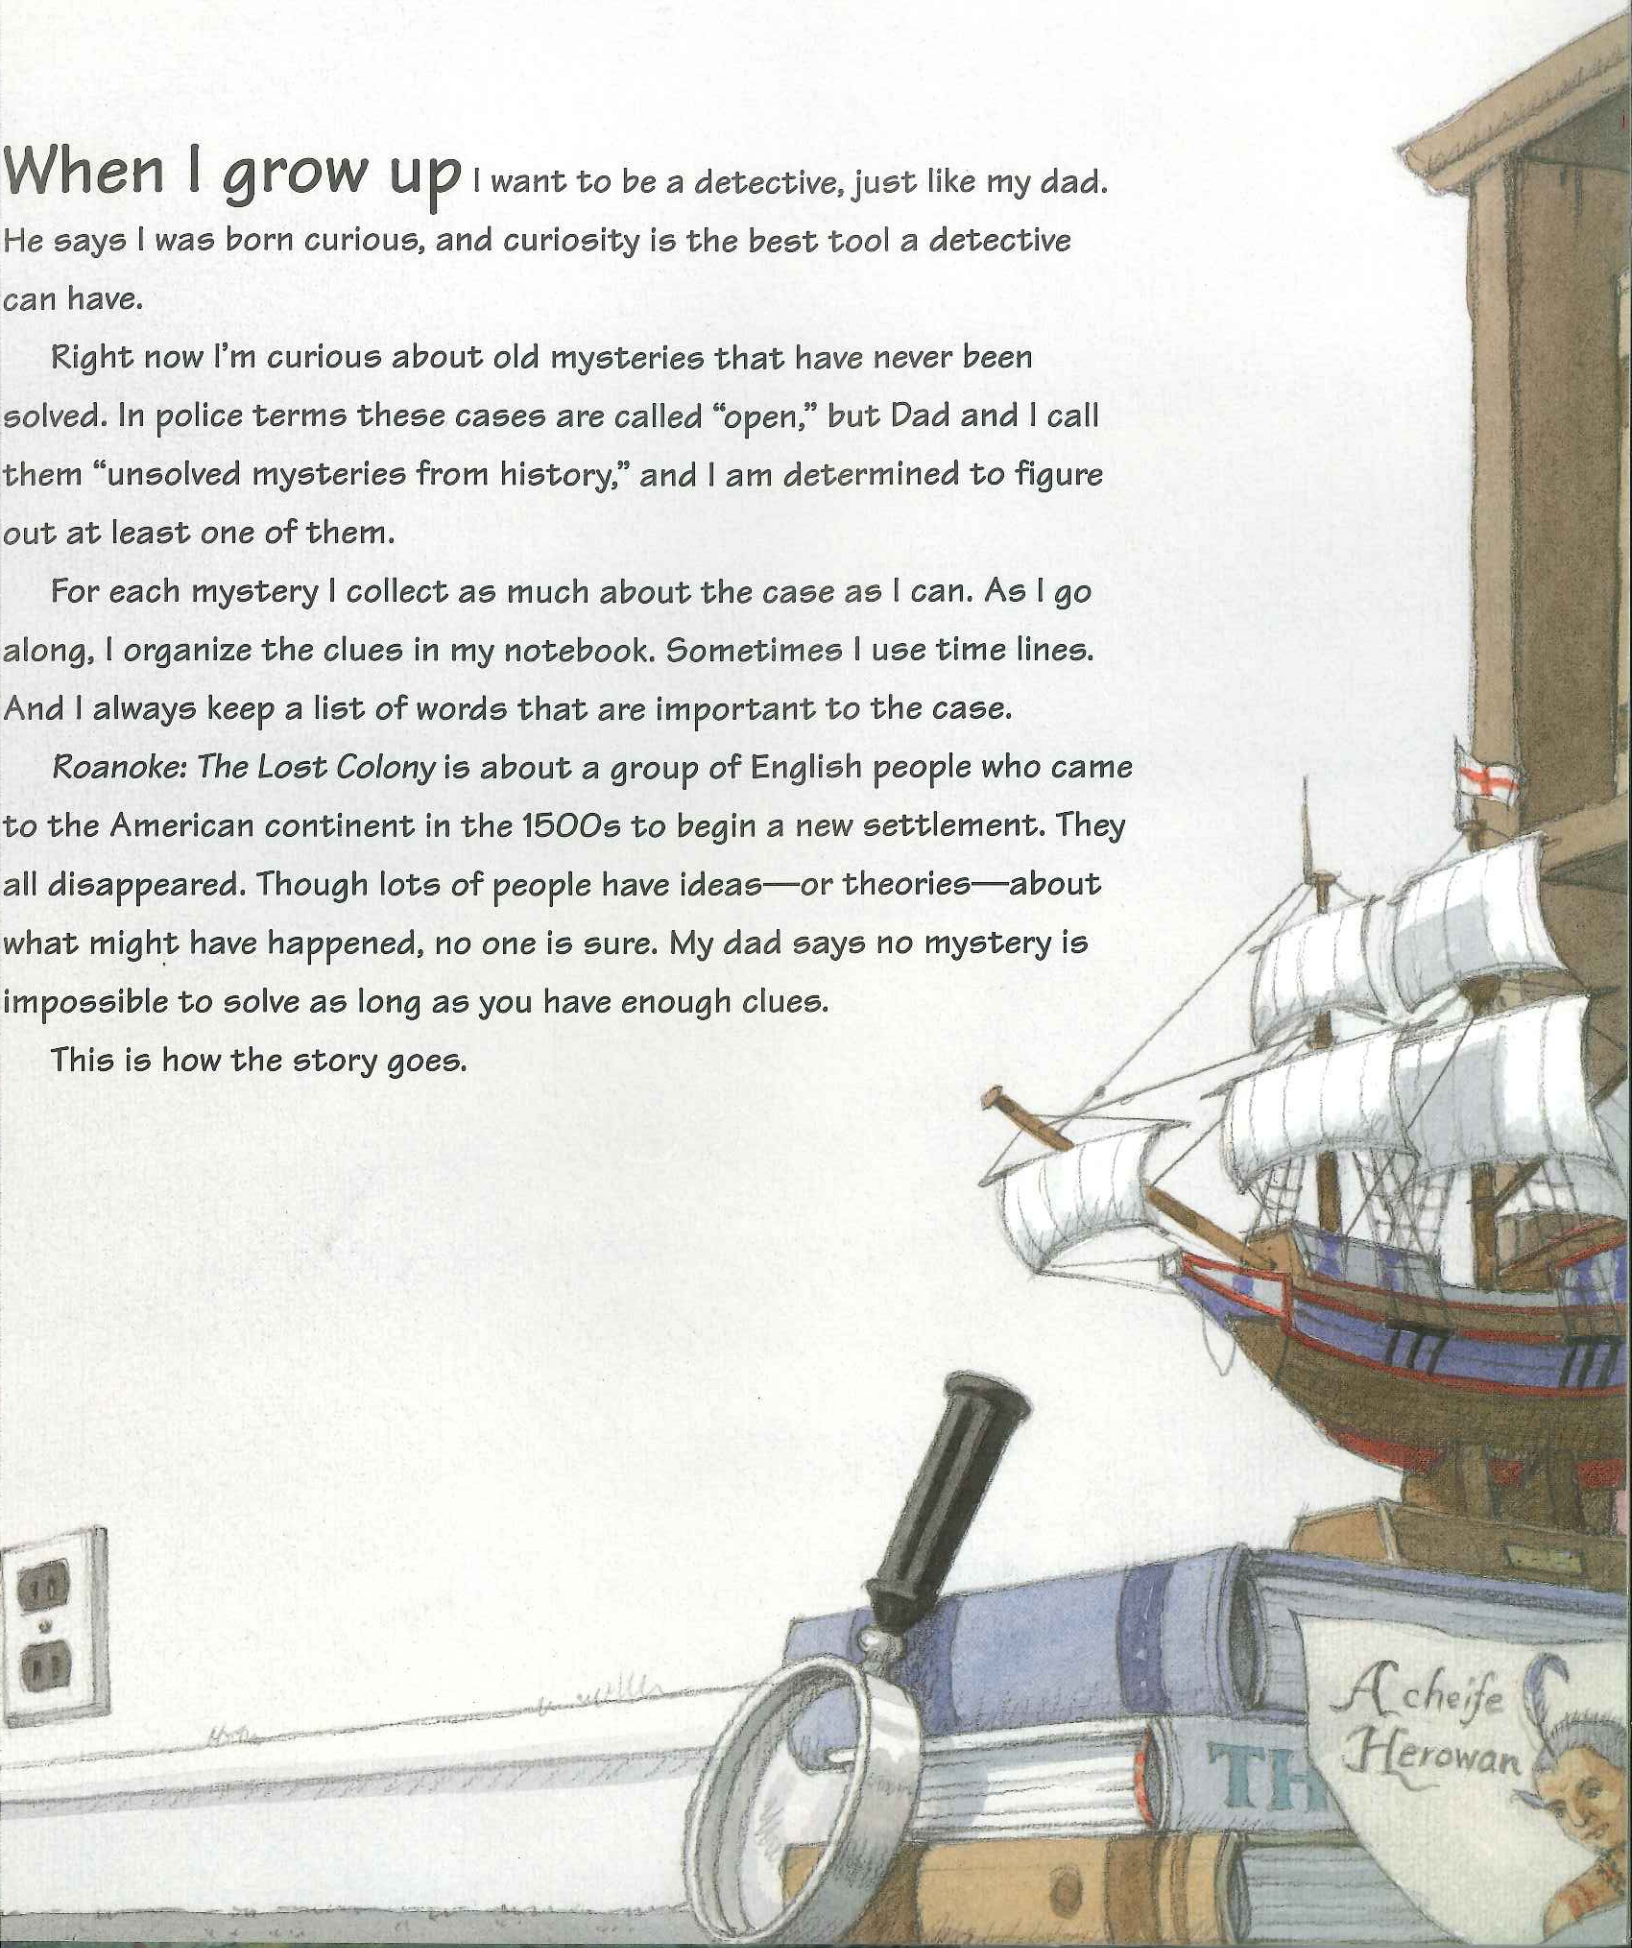 When I grow up I want to be a detective, just like my dad.
He says I was born curious, and curiosity is the best tool a detective
can have.
Right now I'm curious about old mysteries that have never been
solved. In police terms these cases are called “open,” but Dad and I call
them “unsolved mysteries from history,” and I am determined to figure
out at least one of them.
For each mystery I collect as much about the case as I can. As I go
along, I organize the clues in my notebook. Sometimes I use time lines.
And I always keep a list of words that are important to the case.
Roanoke: The Lost Colony is about a group of English people who came
to the American continent in the 1500s to begin a new settlement. They
all disappeared. Though lots of people have ideas—or theories—about
what might have happened, no one is sure. My dad says no mystery is
impossible to solve as long as you have enough clues.
This is how the story goes.
A cheife
Herowan
TH